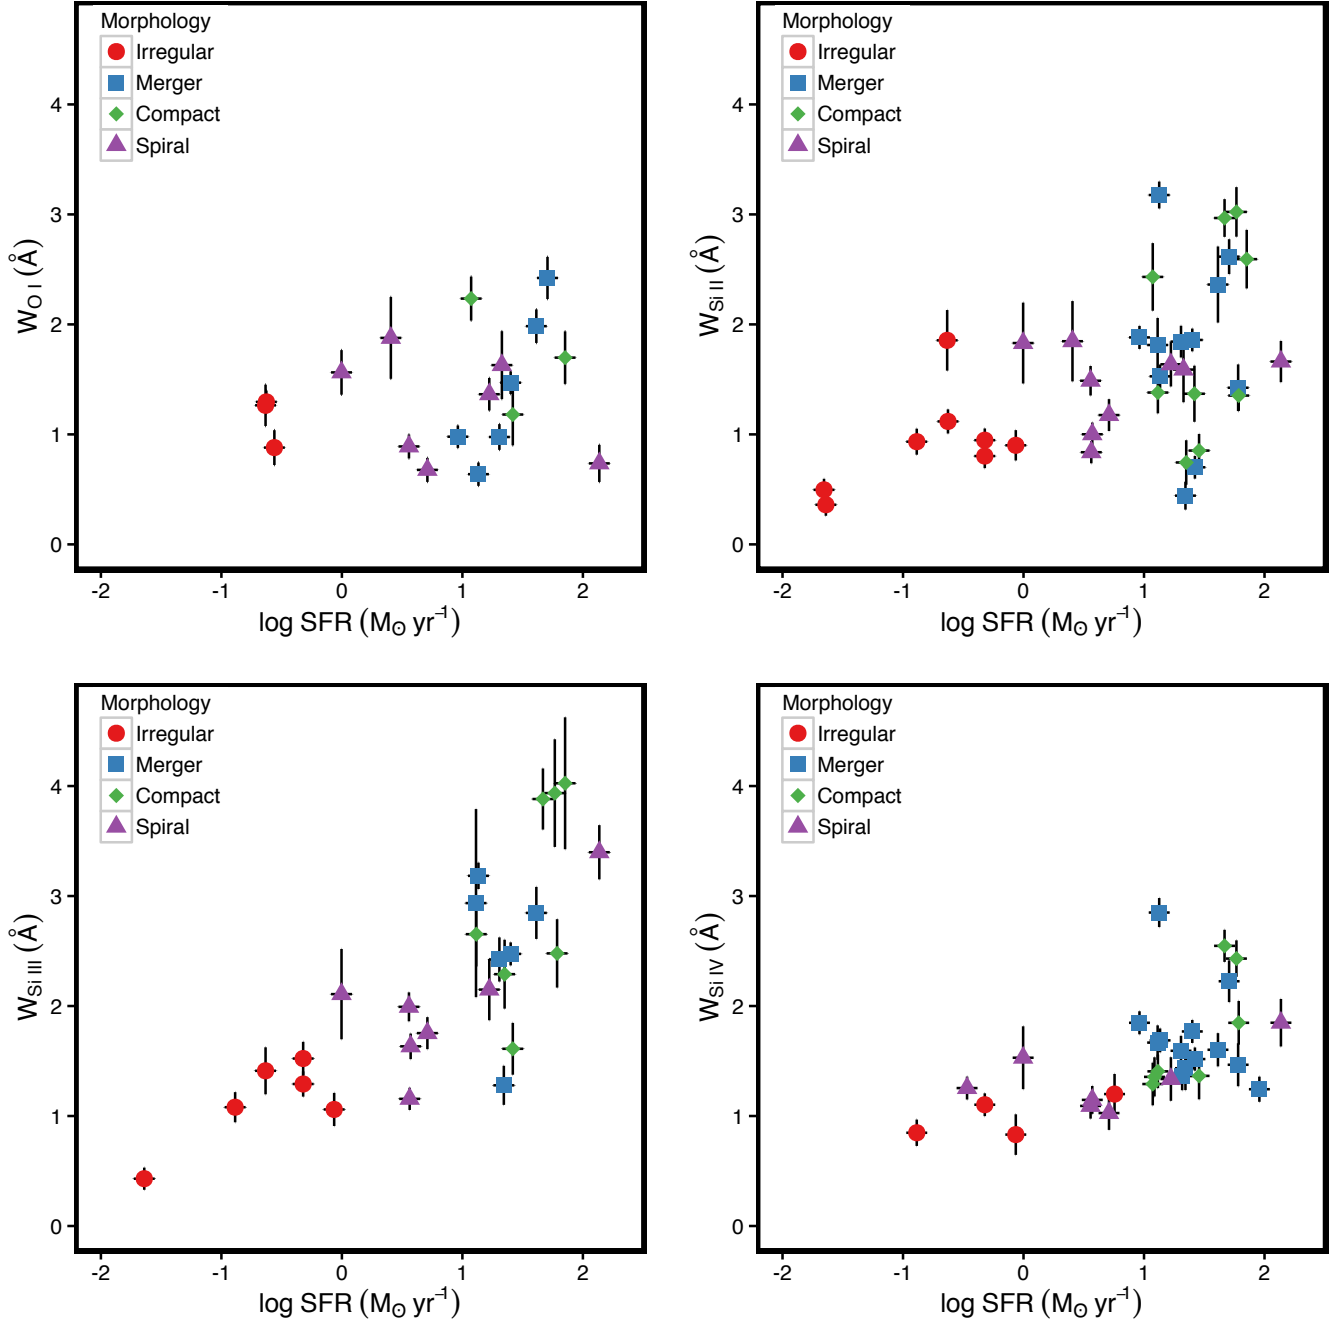 Morphology
Irregular
Merger
Compact
Spiral
4
3
2
1
0
W O I (Å)
-2 -1 0 1 2
log SFR (M⊙ yr⁻¹)
Morphology
Irregular
Merger
Compact
Spiral
4
3
2
1
0
W Si II (Å)
-2 -1 0 1 2
log SFR (M⊙ yr⁻¹)
Morphology
Irregular
Merger
Compact
Spiral
4
3
2
1
0
W Si III (Å)
-2 -1 0 1 2
log SFR (M⊙ yr⁻¹)
Morphology
Irregular
Merger
Compact
Spiral
4
3
2
1
0
W Si IV (Å)
-2 -1 0 1 2
log SFR (M⊙ yr⁻¹)